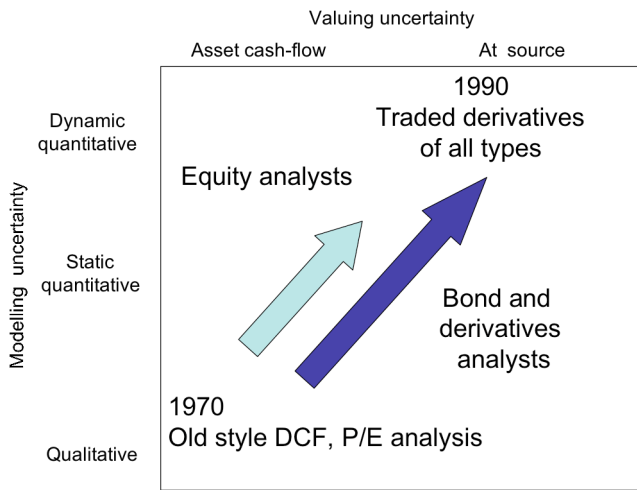 Valuing uncertainty
Asset cash-flow
At source
Modelling uncertainty
Dynamic
quantitative
Static
quantitative
Qualitative
1990
Traded derivatives
of all types
Equity analysts
Bond and
derivatives
analysts
1970
Old style DCF, P/E analysis